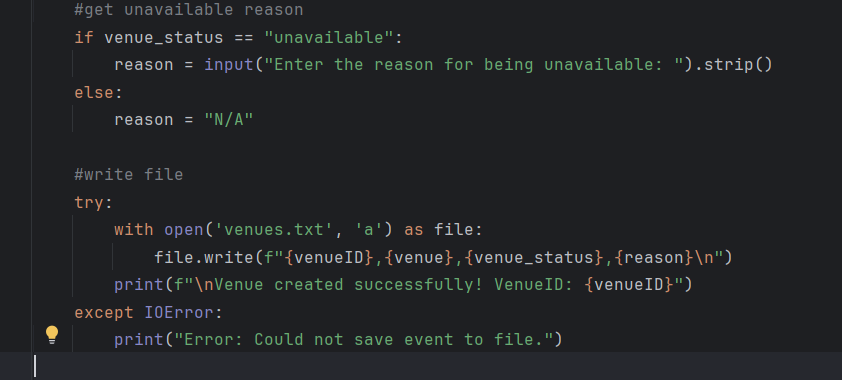 #get unavailable reason
if venue_status == "unavailable":
reason = input("Enter the reason for being unavailable: ").strip()
else:
reason = "N/A"
#write file
try:
with open('venues.txt', 'a') as file:
file.write(f"{venueID},{venue},{venue_status},{reason}\n")
print(f"\nVenue created successfully! VenueID: {venueID}")
except IOError:
print("Error: Could not save event to file.")